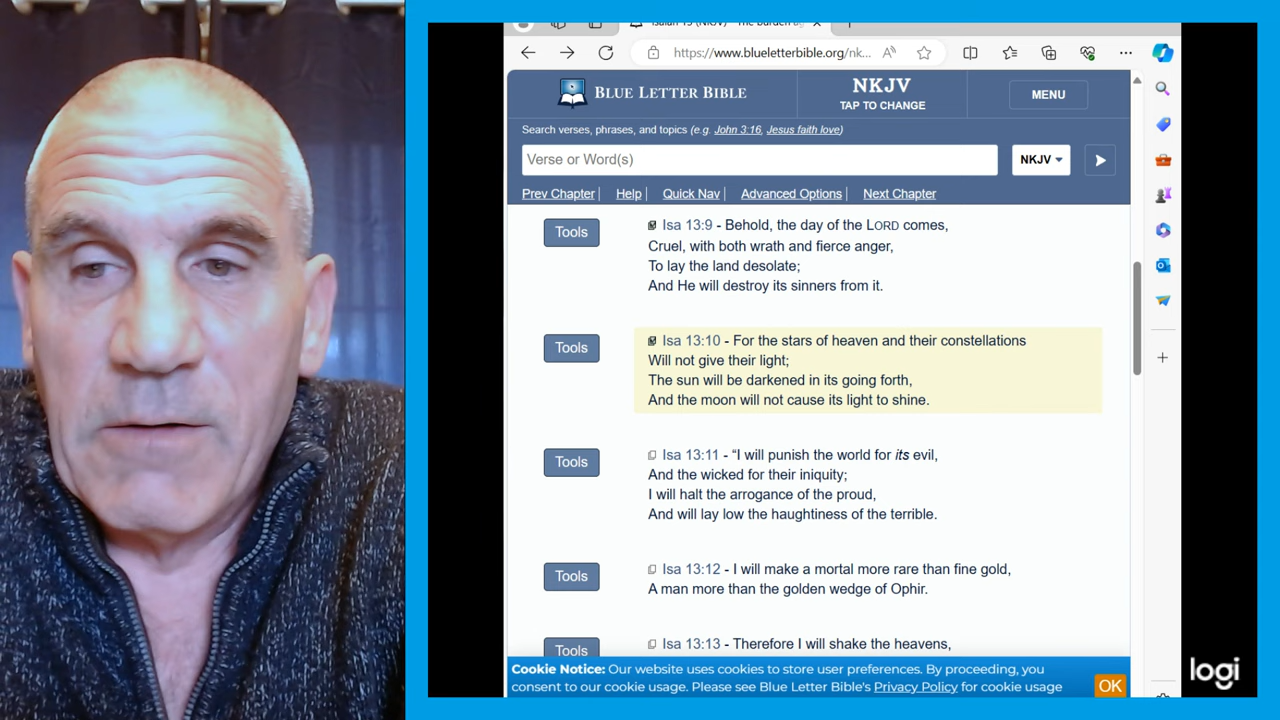 Isaiah 13 (NKJV) - The burden ag
https://www.blueletterbible.org/nk...
BLUE LETTER BIBLE
NKJV
TAP TO CHANGE
MENU
Search verses, phrases, and topics (e.g. John 3:16, Jesus faith love)
Verse or Word(s)
NKJV
Prev Chapter | Help | Quick Nav | Advanced Options | Next Chapter
Tools
Isa 13:9 - Behold, the day of the LORD comes,
Cruel, with both wrath and fierce anger,
To lay the land desolate;
And He will destroy its sinners from it.
Tools
Isa 13:10 - For the stars of heaven and their constellations
Will not give their light;
The sun will be darkened in its going forth,
And the moon will not cause its light to shine.
Tools
Isa 13:11 - “I will punish the world for its evil,
And the wicked for their iniquity;
I will halt the arrogance of the proud,
And will lay low the haughtiness of the terrible.
Tools
Isa 13:12 - I will make a mortal more rare than fine gold,
A man more than the golden wedge of Ophir.
Tools
Isa 13:13 - Therefore I will shake the heavens,
Cookie Notice: Our website uses cookies to store user preferences. By proceeding, you
consent to our cookie usage. Please see Blue Letter Bible's Privacy Policy for cookie usage
OK
logi